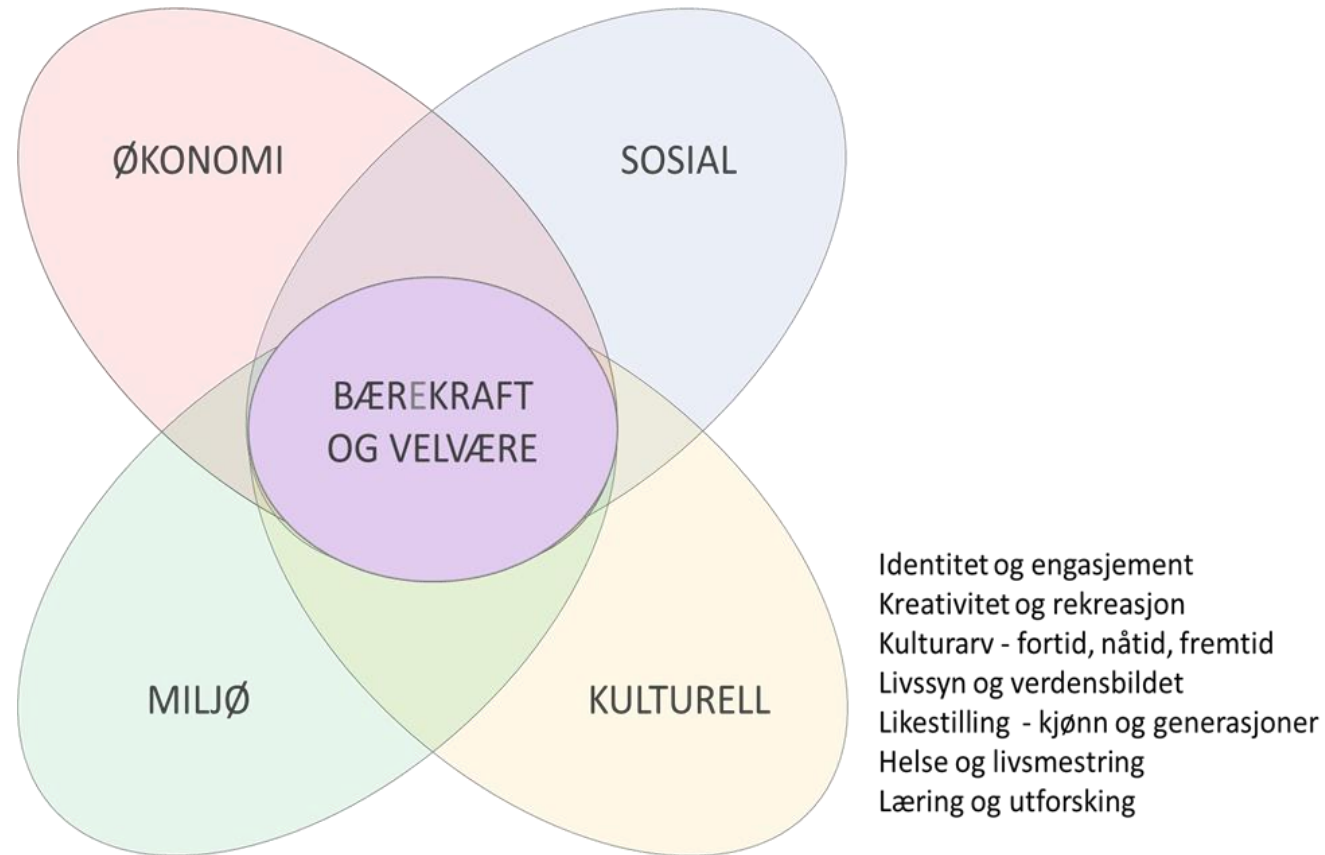 ØKONOMI
SOSIAL
BÆREKRAFT
OG VELVÆRE
MILJØ
KULTURELL
Identitet og engasjement
Kreativitet og rekreasjon
Kulturarv - fortid, nåtid, fremtid
Livssyn og verdensbildet
Likestilling - kjønn og generasjoner
Helse og livsmestring
Læring og utforsking